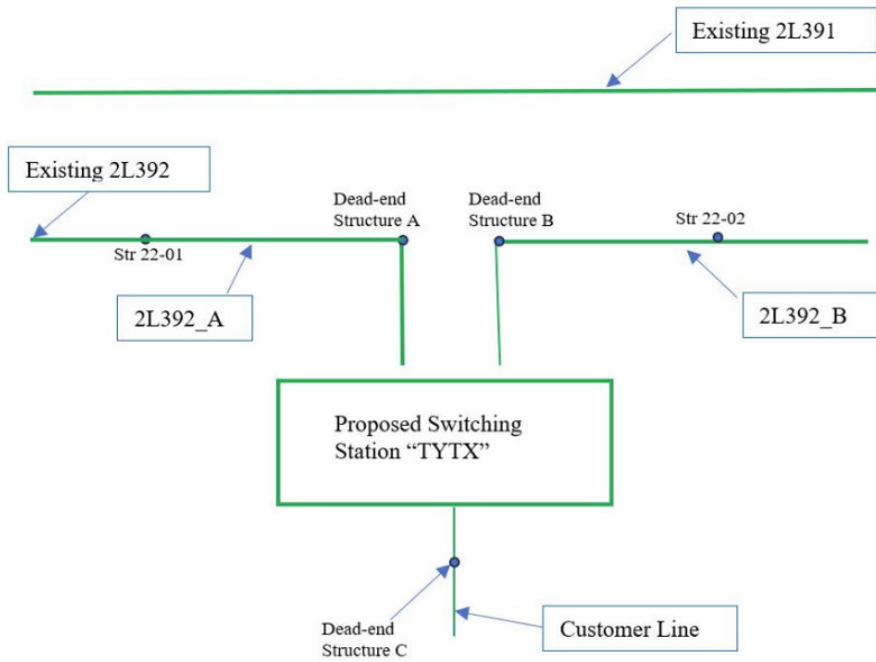 Existing 2L391
Existing 2L392
Dead-end
Structure A
Dead-end
Structure B
Str 22-02
Str 22-01
2L392_A
2L392_B
Proposed Switching
Station “TYTX”
Dead-end
Structure C
Customer Line